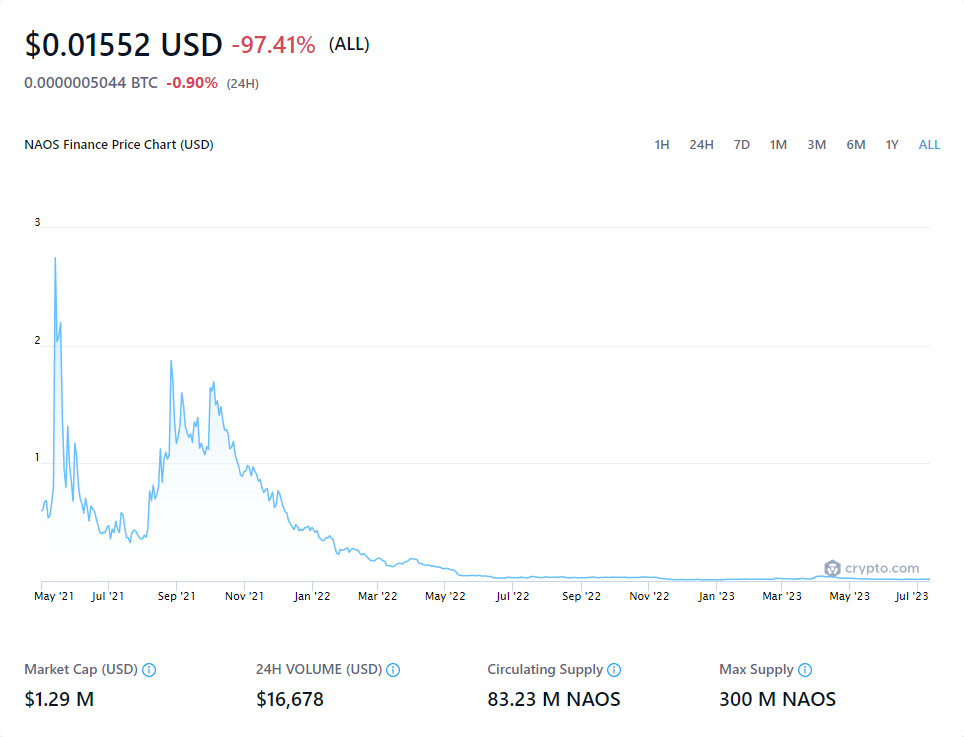 $0.01552 USD -97.41% (ALL)
0.0000005044 BTC -0.90% (24H)
NAOS Finance Price Chart (USD) 1H 24H 7D 1M 3M 6M 1Y ALL
3
2
1
crypto.com
May '21 Jul '21 Sep '21 Nov '21 Jan '22 Mar '22 May '22 Jul '22 Sep '22 Nov '22 Jan '23 Mar '23 May '23 Jul '23
Market Cap (USD) 24H VOLUME (USD) Circulating Supply Max Supply
$1.29 M $16,678 83.23 M NAOS 300 M NAOS